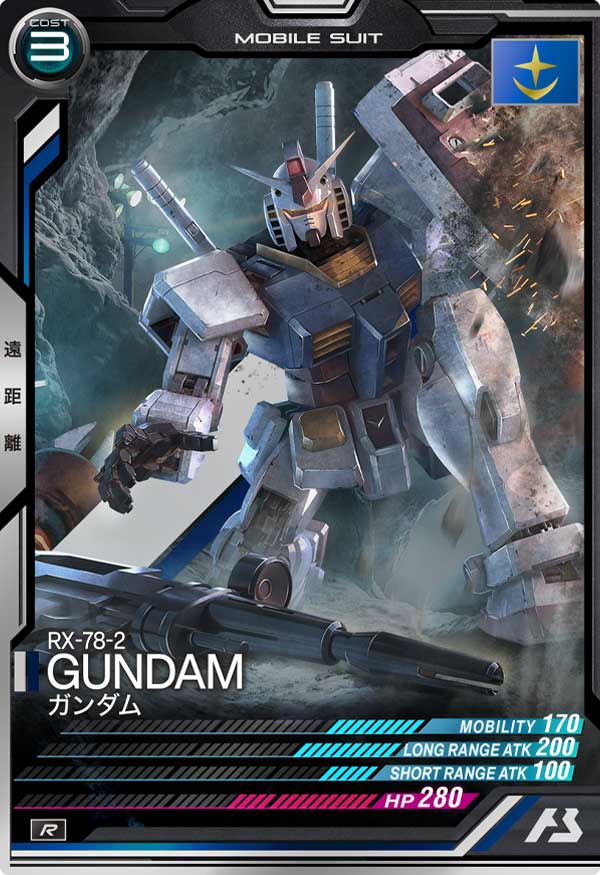 COST
3
MOBILE SUIT
遠距離
RX-78-2
GUNDAM
ガンダム
MOBILITY 170
LONG RANGE ATK 200
SHORT RANGE ATK 100
HP 280
R